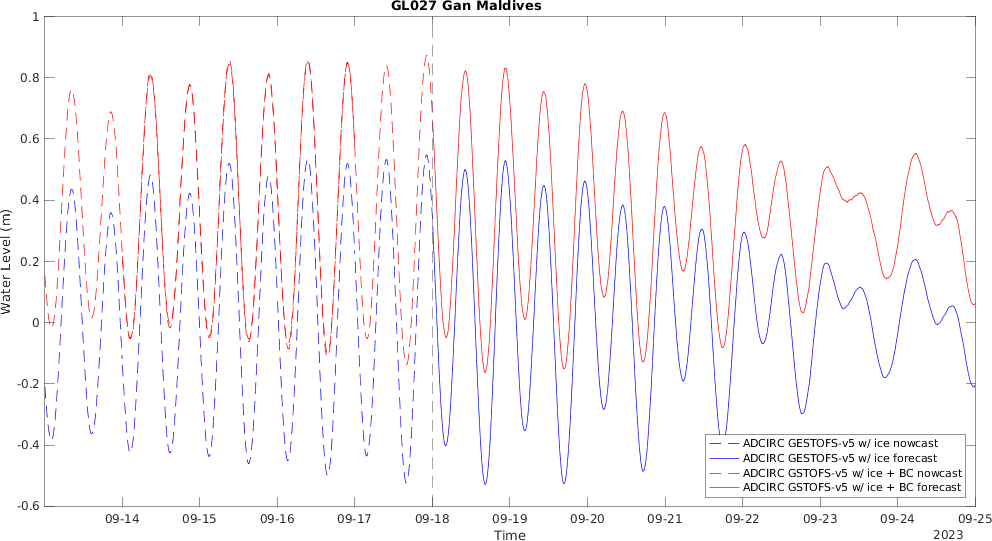 GL027 Gan Maldives
1
0.8
0.6
0.4
0.2
0
-0.2
-0.4
-0.6
Water Level (m)
ADCIRC GESTOFS-v5 w/ ice nowcast
ADCIRC GESTOFS-v5 w/ ice forecast
ADCIRC GSTOFS-v5 w/ ice + BC nowcast
ADCIRC GSTOFS-v5 w/ ice + BC forecast
09-14 09-15 09-16 09-17 09-18 09-19 09-20 09-21 09-22 09-23 09-24 09-25
Time
2023